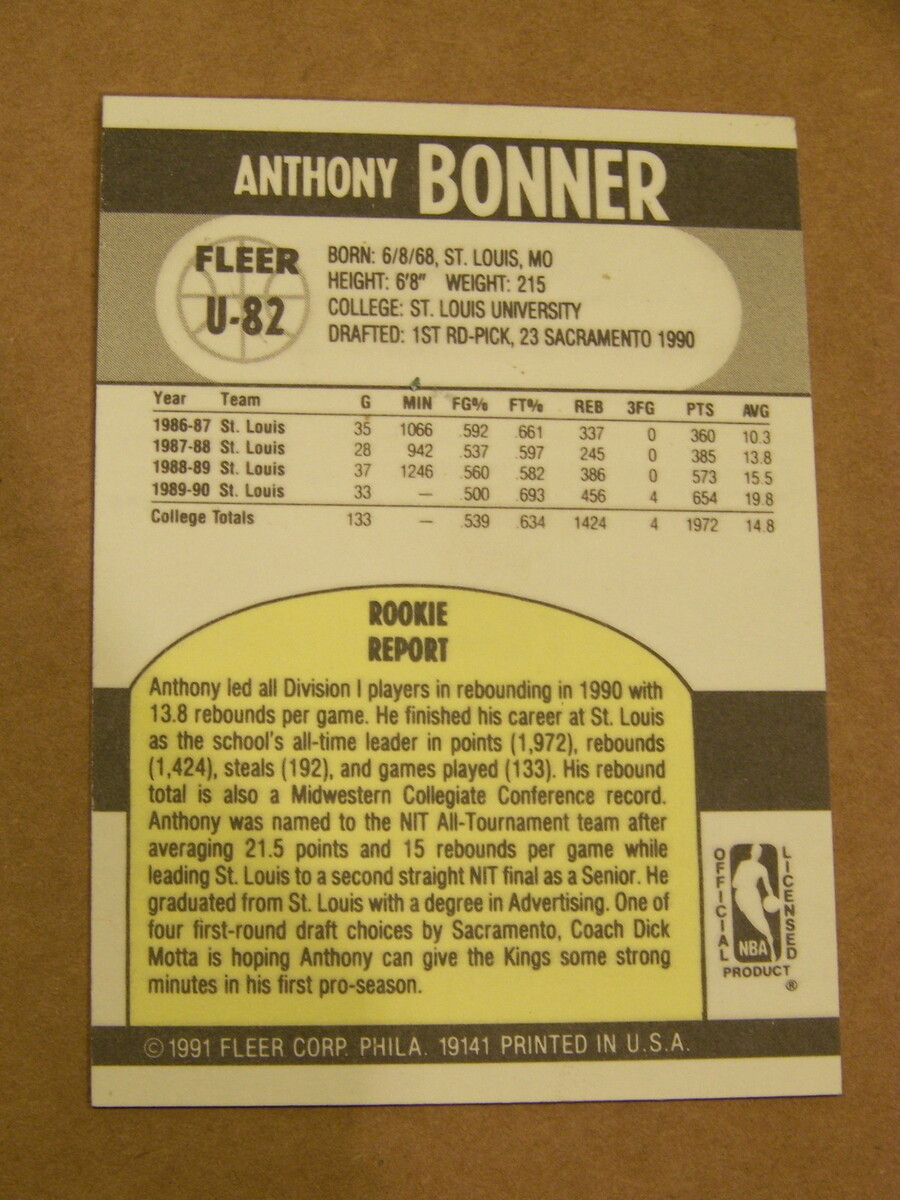 ANTHONY BONNER
FLEER
U-82
BORN: 6/8/68, ST. LOUIS, MO
HEIGHT: 6'8" WEIGHT: 215
COLLEGE: ST. LOUIS UNIVERSITY
DRAFTED: 1ST RD-PICK, 23 SACRAMENTO 1990
Year Team G MIN FG% FT% REB 3FG PTS AVG
1986-87 St. Louis 35 1066 .592 .661 337 0 360 10.3
1987-88 St. Louis 28 942 .537 .597 245 0 385 13.8
1988-89 St. Louis 37 1246 .560 .582 386 0 573 15.5
1989-90 St. Louis 33 — .500 .693 456 4 654 19.8
College Totals 133 — .539 .634 1424 4 1972 14.8
ROOKIE
REPORT
Anthony led all Division I players in rebounding in 1990 with
13.8 rebounds per game. He finished his career at St. Louis
as the school's all-time leader in points (1,972), rebounds
(1,424), steals (192), and games played (133). His rebound
total is also a Midwestern Collegiate Conference record.
Anthony was named to the NIT All-Tournament team after
averaging 21.5 points and 15 rebounds per game while
leading St. Louis to a second straight NIT final as a Senior. He
graduated from St. Louis with a degree in Advertising. One of
four first-round draft choices by Sacramento, Coach Dick
Motta is hoping Anthony can give the Kings some strong
minutes in his first pro-season.
OFFICIAL
LICENSED
NBA
PRODUCT
®
© 1991 FLEER CORP. PHILA. 19141 PRINTED IN U.S.A.